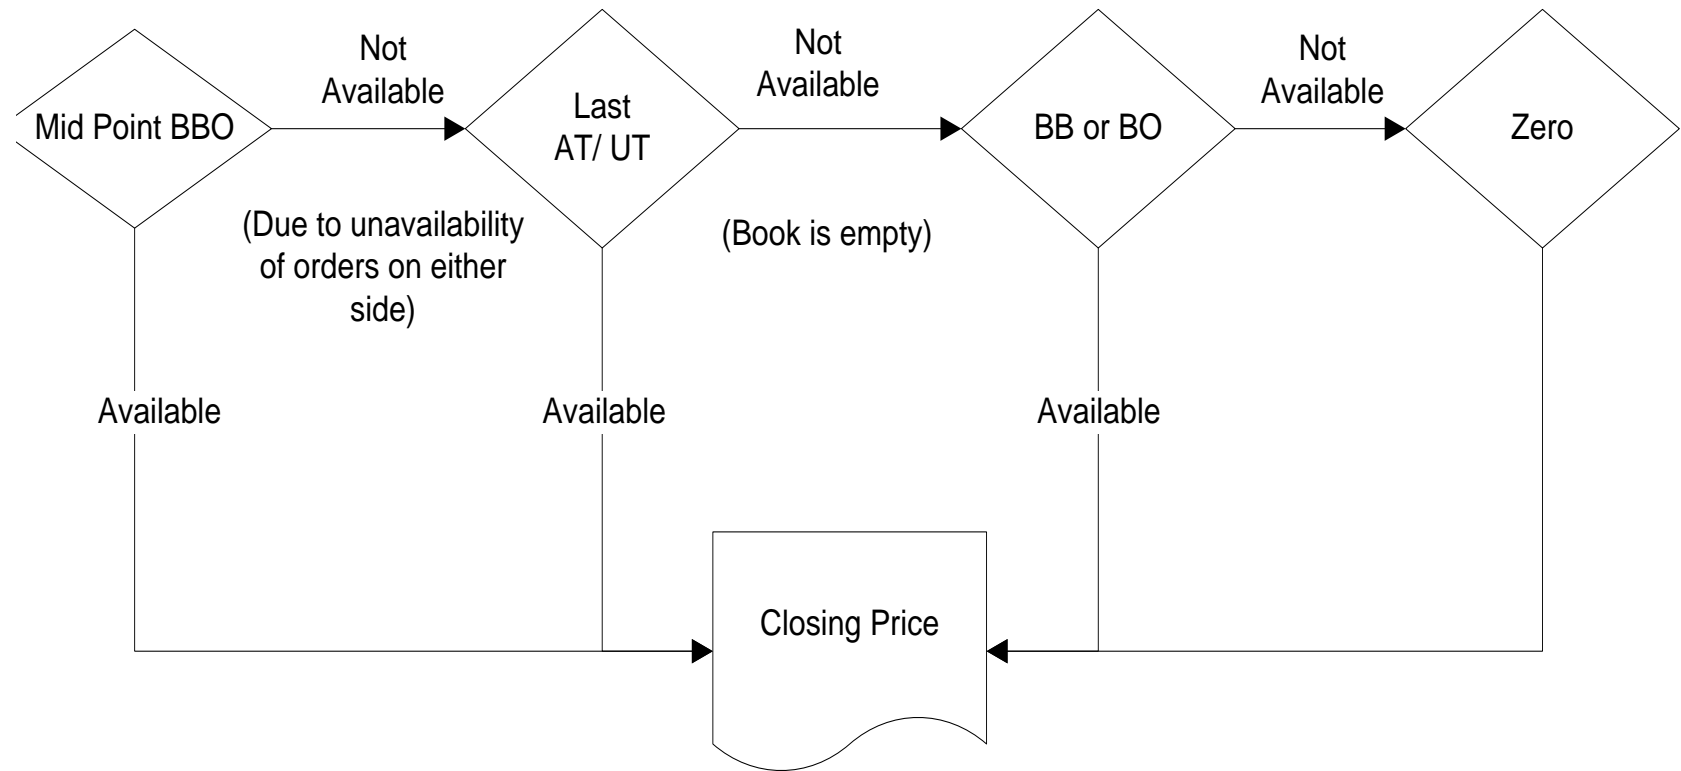 Not
Available
Not
Available
Not
Available
Mid Point BBO
Last
AT/ UT
BB or BO
Zero
(Due to unavailability
of orders on either
side)
(Book is empty)
Available
Available
Available
Closing Price